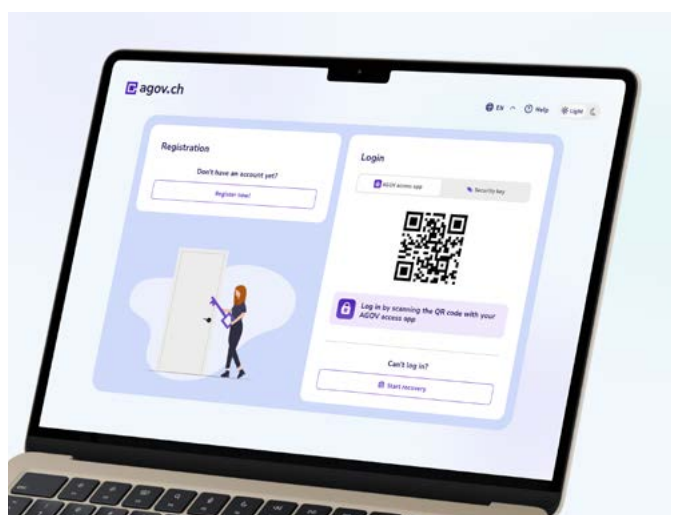 agov.ch
EN
Help
Light
Registration
Don't have an account yet?
Register now!
Login
AGOV access app
Security key
Log in by scanning the QR code with your
AGOV access app
Can't log in?
Start recovery